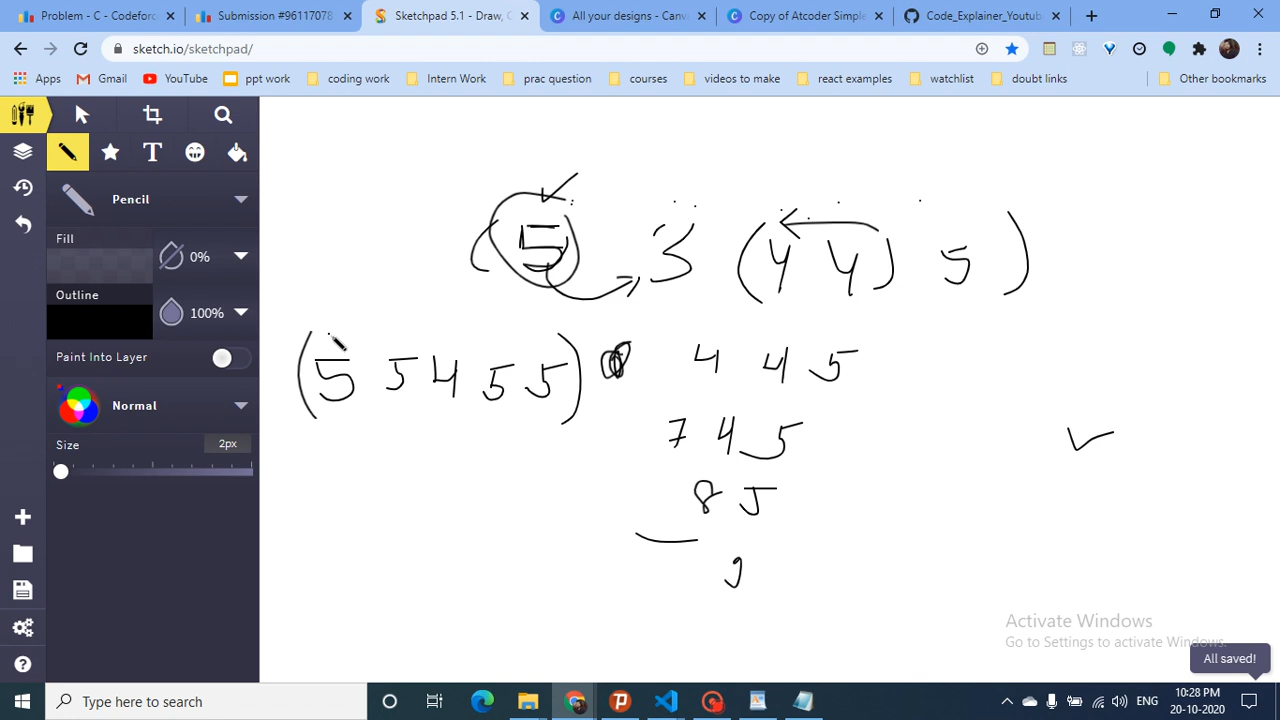 Problem - C - Codeforc
Submission #96117078
Sketchpad 5.1 - Draw, C
All your designs - Canv
Copy of Atcoder Simple
Code_Explainer_Youtub
sketch.io/sketchpad/
Apps
Gmail
YouTube
ppt work
coding work
Intern Work
prac question
courses
videos to make
react examples
watchlist
doubt links
Other bookmarks
Pencil
Fill
0%
Outline
100%
Paint Into Layer
Normal
Size
2px
(5 3 (4 4) 5)
(5 5 4 5 5)
4 4 5
7 4 5
8 5
9
Activate Windows
Go to Settings to activate Windows.
All saved!
Type here to search
ENG
10:28 PM
20-10-2020